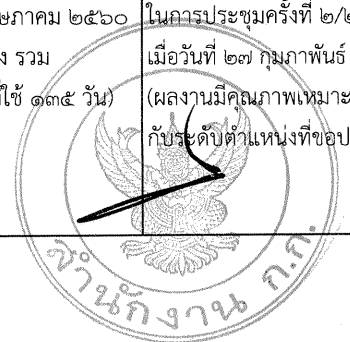 ษภาคม ๒๕๖๐
ง รวม
ที่ใช้ ๑๓๕ วัน)
ในการประชุมครั้งที่ ๒/๒
เมื่อวันที่ ๒๗ กุมภาพันธ์
(ผลงานมีคุณภาพเหมาะ
กับระดับตำแหน่งที่ขอป
สำนักงาน ก.ก.